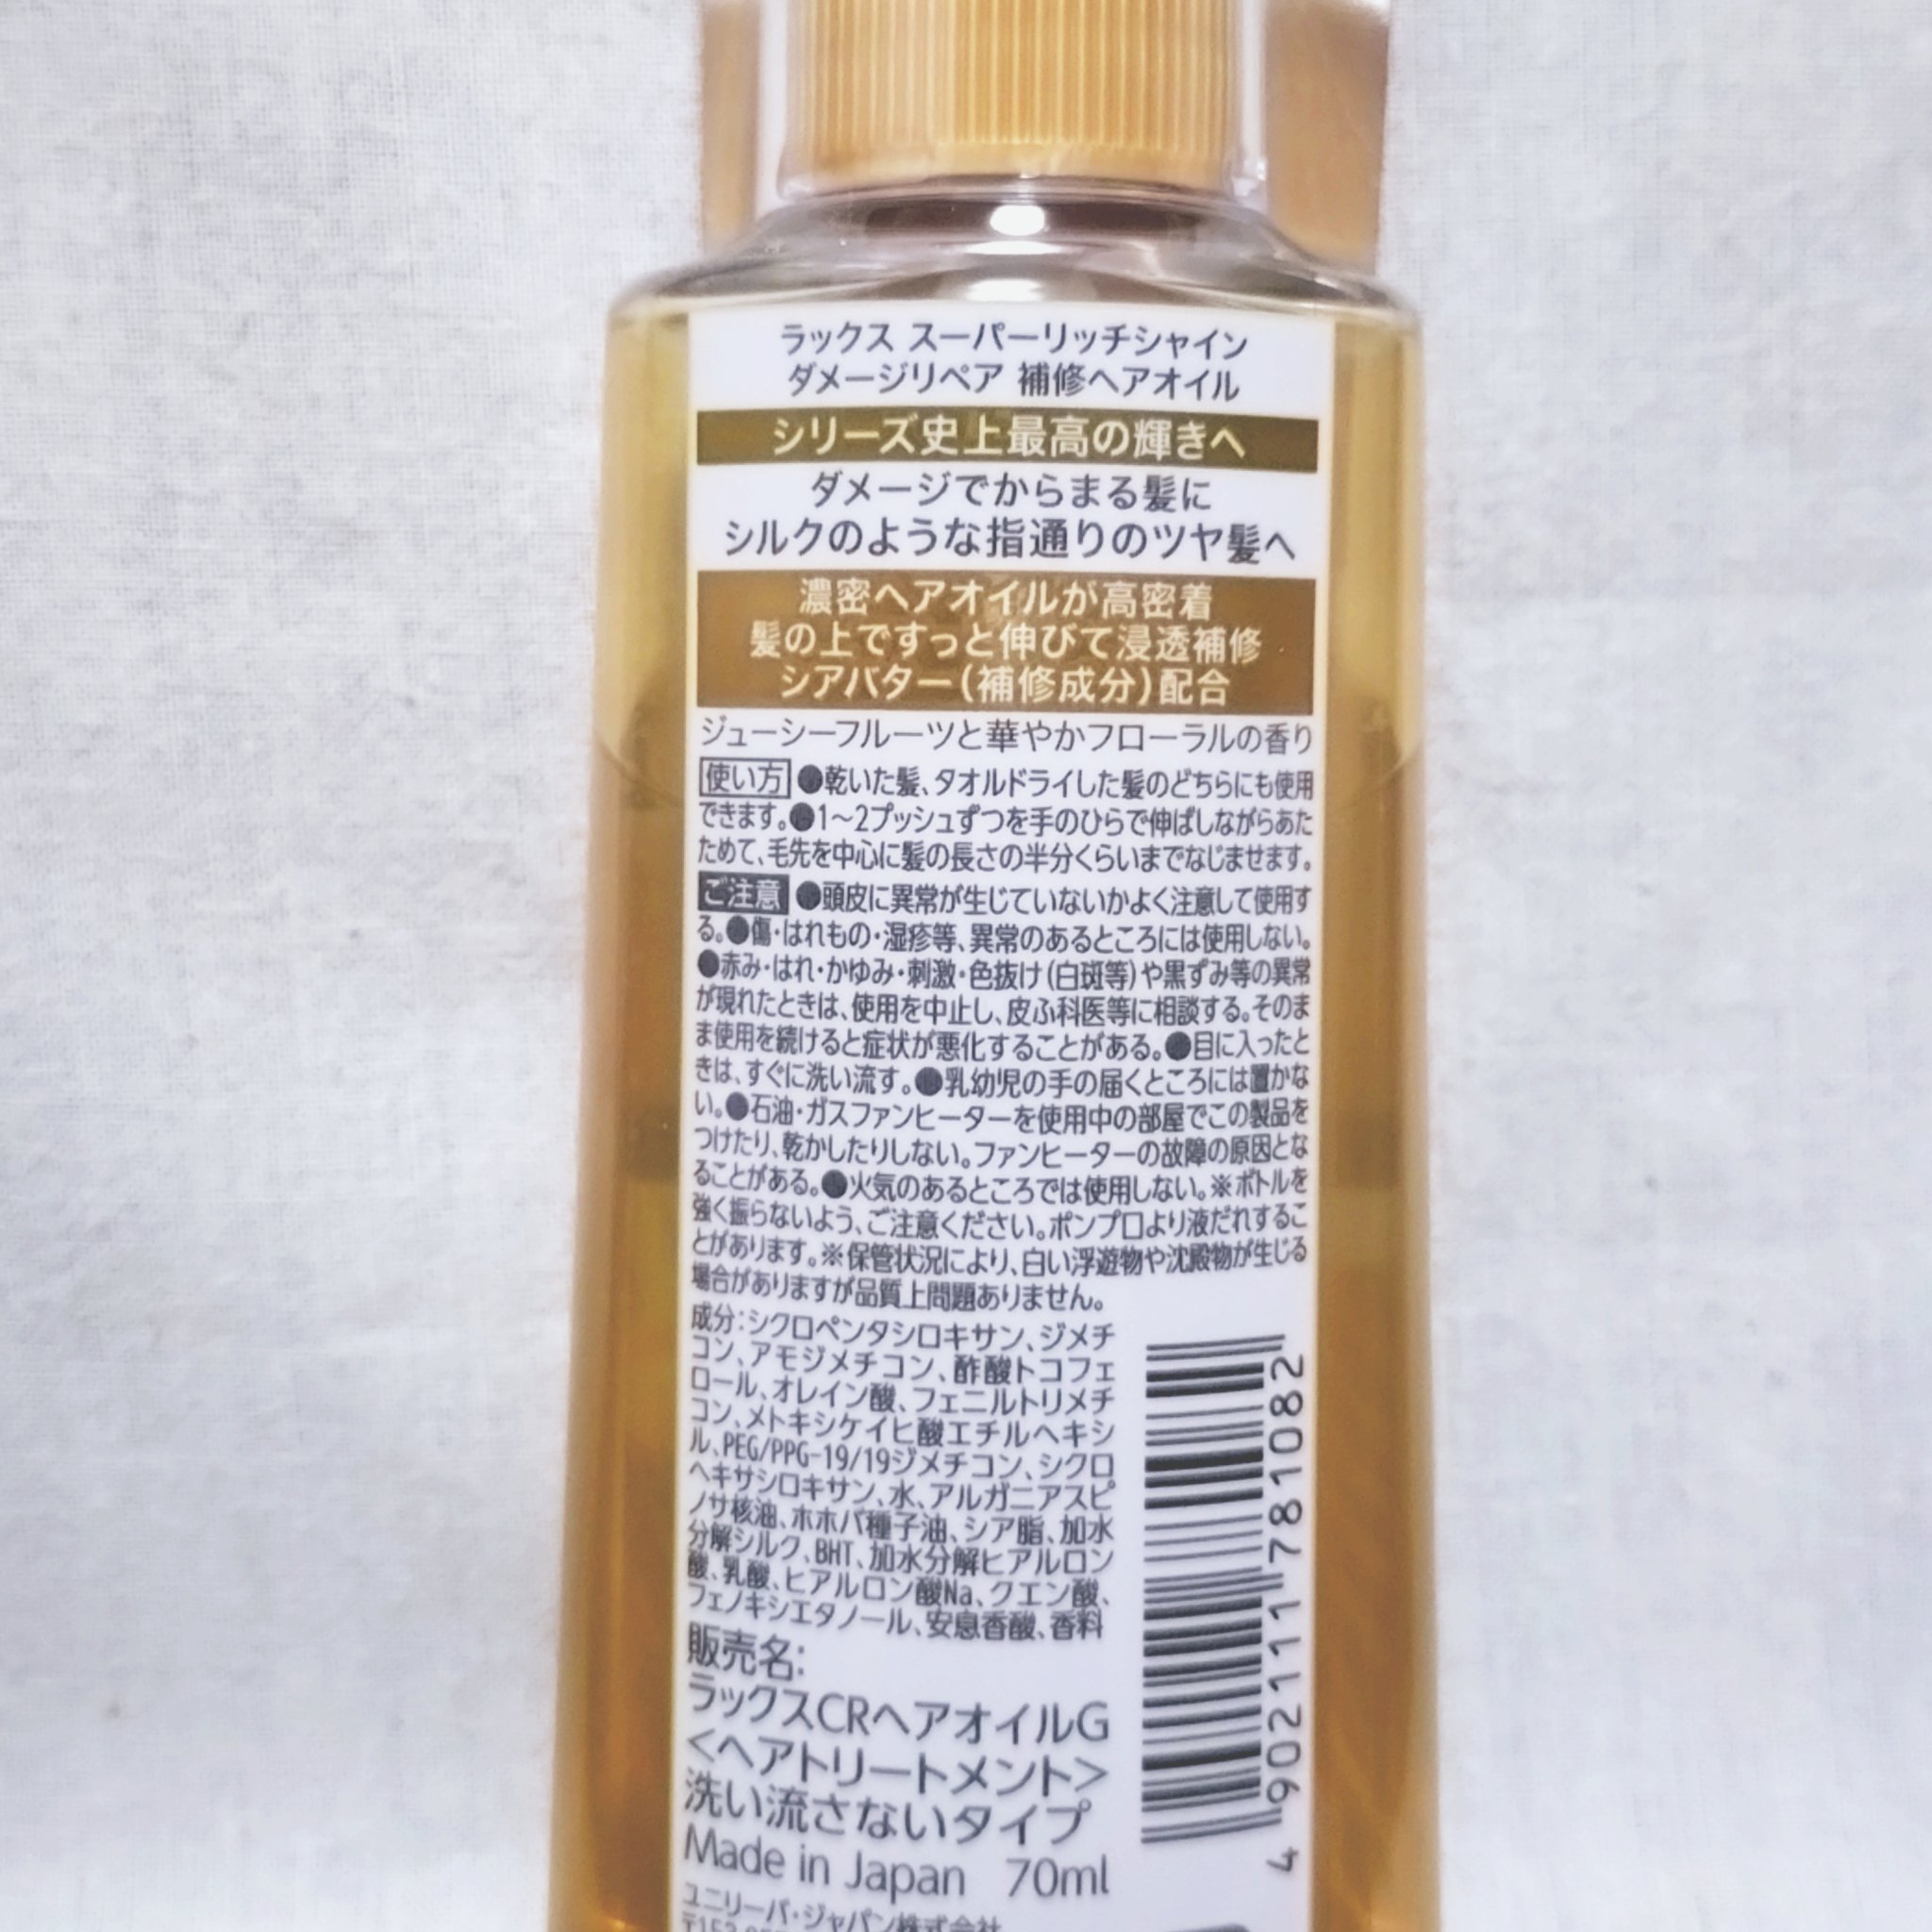 ラックス スーパーリッチシャイン
ダメージリペア 補修ヘアオイル
シリーズ史上最高の輝きへ
ダメージでからまる髪に
シルクのような指通りのツヤ髪へ
濃密ヘアオイルが高密着
髪の上ですっと伸びて浸透補修
シアバター(補修成分)配合
ジューシーフルーツと華やかフローラルの香り
使い方 ●乾いた髪、タオルドライした髪のどちらにも使用
できます。●1〜2プッシュずつを手のひらで伸ばしながらあた
ためて、毛先を中心に髪の長さの半分くらいまでなじませます。
ご注意 ●頭皮に異常が生じていないかよく注意して使用す
る。●傷・はれもの・湿疹等、異常のあるところには使用しない。
●赤み・はれ・かゆみ・刺激・色抜け(白斑等)や黒ずみ等の異常
が現れたときは、使用を中止し、皮ふ科医等に相談する。そのま
ま使用を続けると症状が悪化することがある。●目に入ったと
きは、すぐに洗い流す。●乳幼児の手の届くところには置かな
い。●石油・ガスファンヒーターを使用中の部屋でこの製品を
つけたり、乾かしたりしない。ファンヒーターの故障の原因とな
ることがある。●火気のあるところでは使用しない。※ボトルを
強く振らないよう、ご注意ください。ポンプ口より液だれするこ
とがあります。※保管状況により、白い浮遊物や沈殿物が生じる
場合がありますが品質上問題ありません。
成分:シクロペンタシロキサン、ジメチ
コン、アモジメチコン、酢酸トコフェ
ロール、オレイン酸、フェニルトリメチ
コン、メトキシケイヒ酸エチルヘキシ
ル、PEG/PPG-19/19ジメチコン、シクロ
ヘキサシロキサン、水、アルガニアスピ
ノサ核油、ホホバ種子油、シア脂、加水
分解シルク、BHT、加水分解ヒアルロン
酸、乳酸、ヒアルロン酸Na、クエン酸、
フェノキシエタノール、安息香酸、香料
販売名:
ラックスCRヘアオイルG
<ヘアトリートメント>
洗い流さないタイプ
Made in Japan 70ml
ユニリーバ・ジャパン株式会社
4 902111 781082